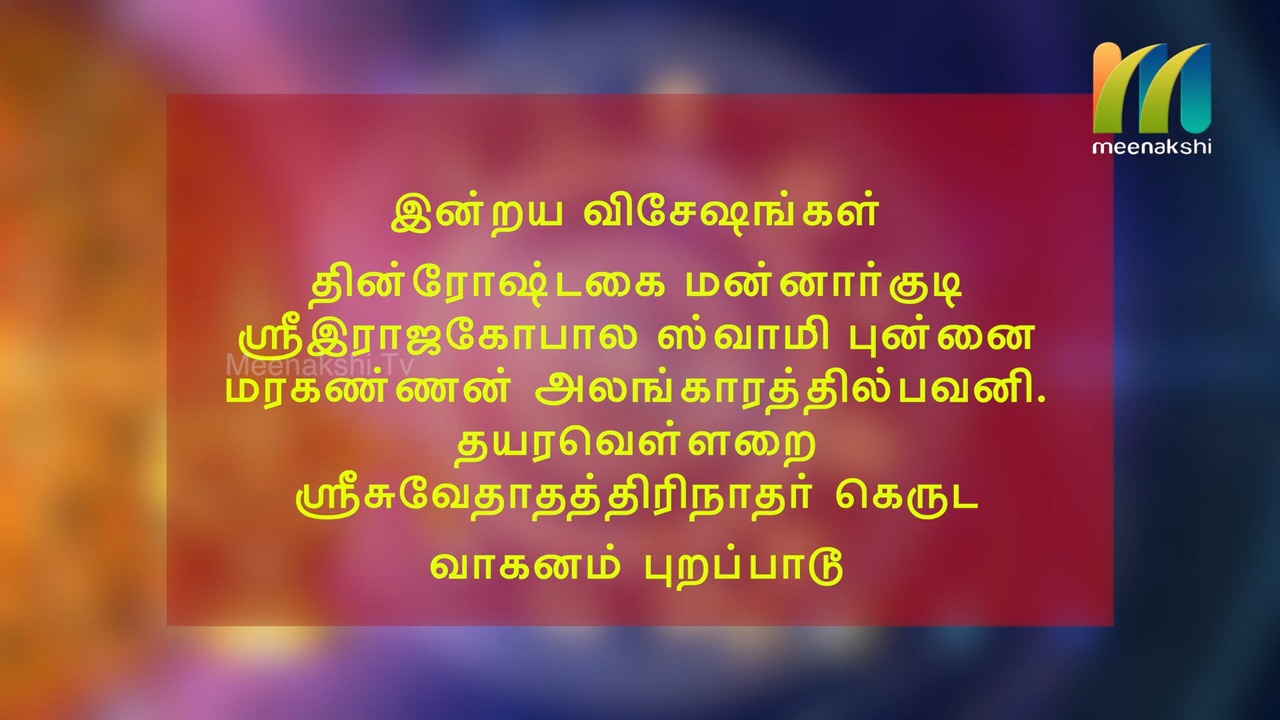 meenakshi
இன்றய விசேஷங்கள்
தின்ரோஷ்டகை மன்னார்குடி
ஸ்ரீஇராஜகோபால ஸ்வாமி புன்னை
Meenakshi.Tv
மரகண்ணன் அலங்காரத்தில்பவனி.
தயரவெள்ளறை
ஸ்ரீசுவேதாதத்திரிநாதர் கெருட
வாகனம் புறப்பாடூ